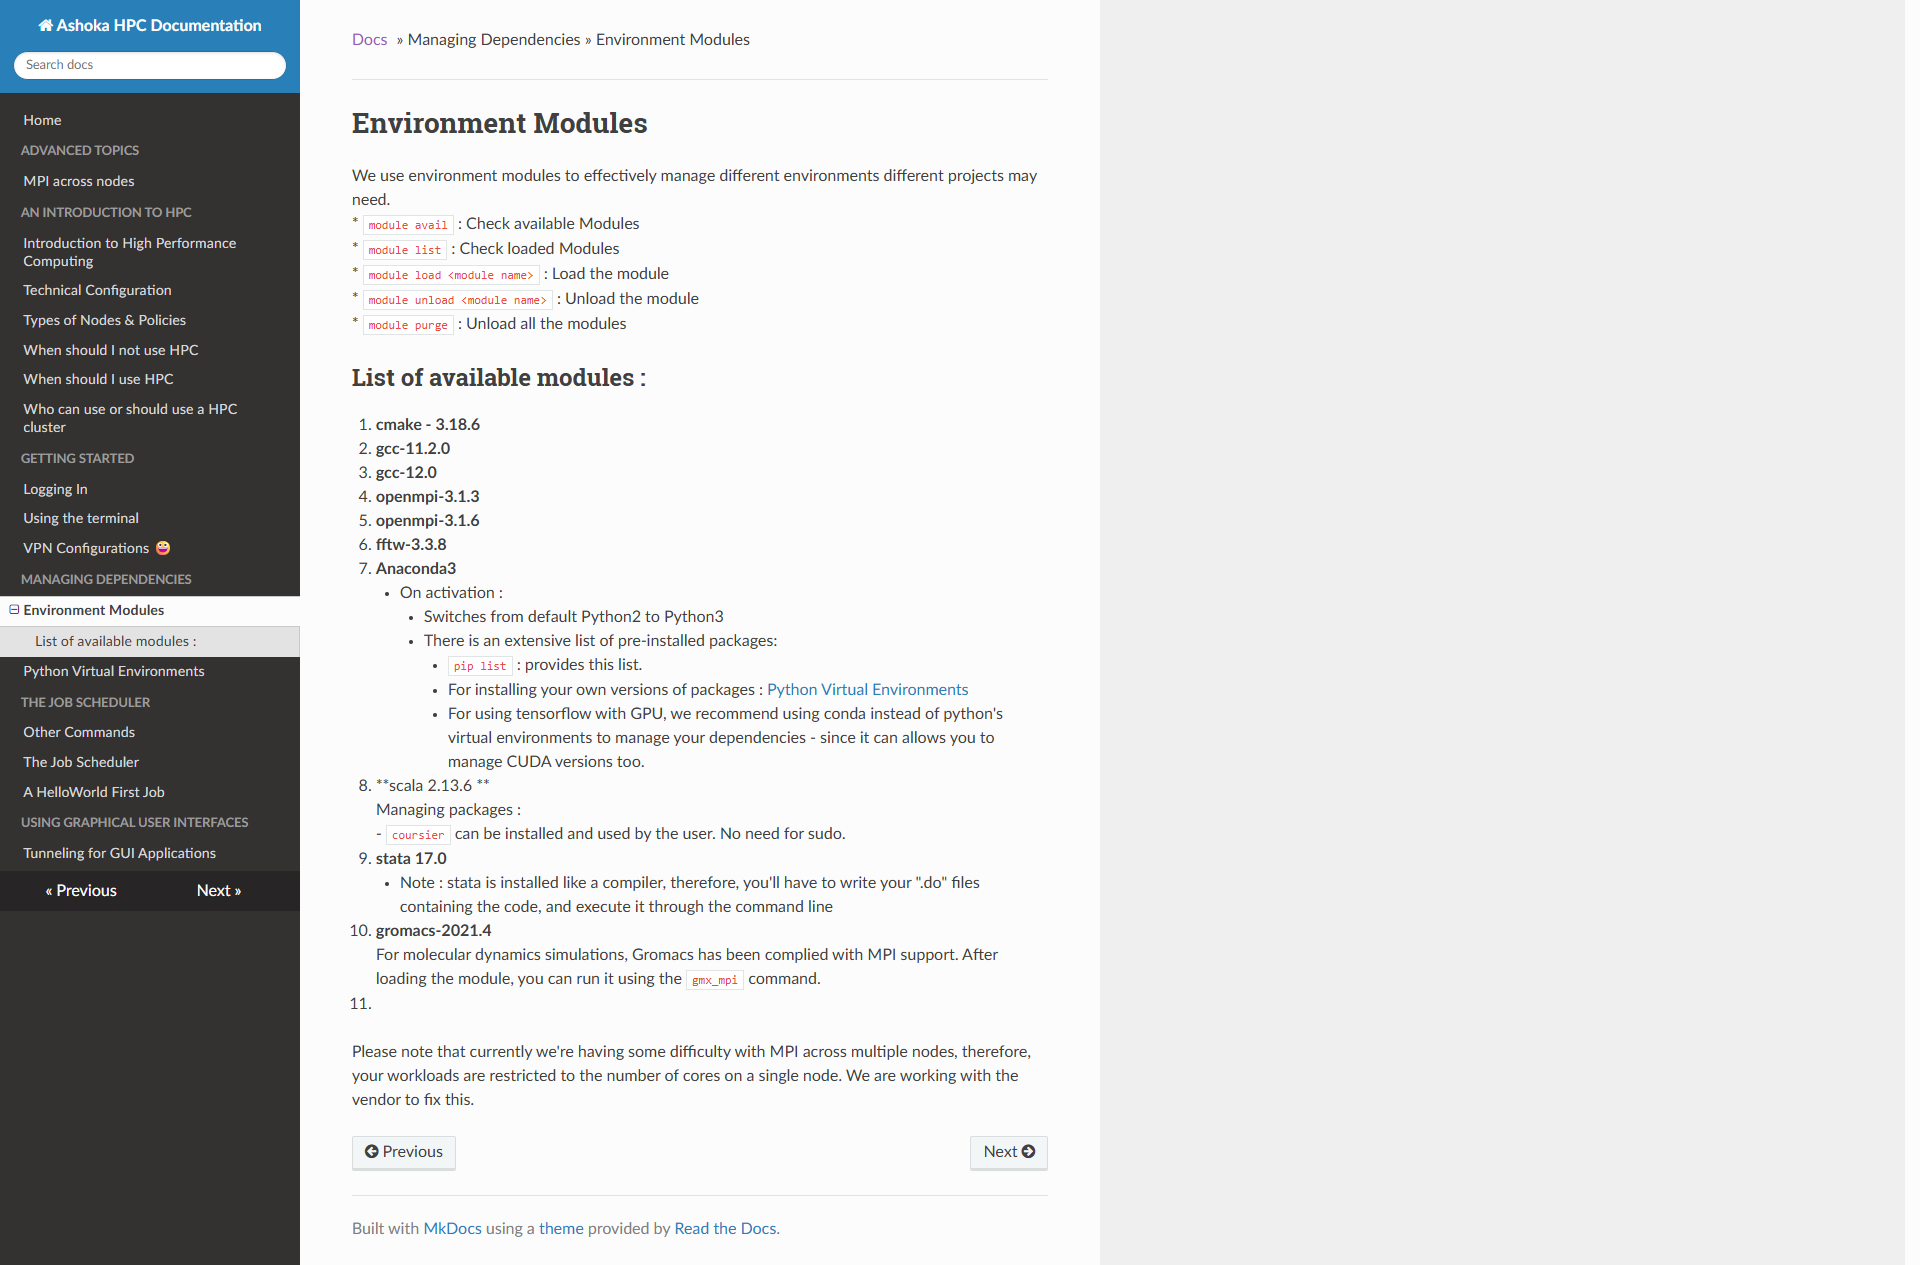 Ashoka HPC Documentation
Search docs
Home
ADVANCED TOPICS
MPI across nodes
AN INTRODUCTION TO HPC
Introduction to High Performance
Computing
Technical Configuration
Types of Nodes & Policies
When should I not use HPC
When should I use HPC
Who can use or should use a HPC
cluster
GETTING STARTED
Logging In
Using the terminal
VPN Configurations 😄
MANAGING DEPENDENCIES
Environment Modules
List of available modules :
Python Virtual Environments
THE JOB SCHEDULER
Other Commands
The Job Scheduler
A HelloWorld First Job
USING GRAPHICAL USER INTERFACES
Tunneling for GUI Applications
« Previous Next »
Docs » Managing Dependencies » Environment Modules
Environment Modules
We use environment modules to effectively manage different environments different projects may
need.
* module avail : Check available Modules
* module list : Check loaded Modules
* module load <module name> : Load the module
* module unload <module name> : Unload the module
* module purge : Unload all the modules
List of available modules :
1. cmake - 3.18.6
2. gcc-11.2.0
3. gcc-12.0
4. openmpi-3.1.3
5. openmpi-3.1.6
6. fftw-3.3.8
7. Anaconda3
• On activation :
• Switches from default Python2 to Python3
• There is an extensive list of pre-installed packages:
• pip list : provides this list.
• For installing your own versions of packages : Python Virtual Environments
• For using tensorflow with GPU, we recommend using conda instead of python's
virtual environments to manage your dependencies - since it can allows you to
manage CUDA versions too.
8. **scala 2.13.6 **
Managing packages :
- coursier can be installed and used by the user. No need for sudo.
9. stata 17.0
• Note : stata is installed like a compiler, therefore, you'll have to write your ".do" files
containing the code, and execute it through the command line
10. gromacs-2021.4
For molecular dynamics simulations, Gromacs has been complied with MPI support. After
loading the module, you can run it using the gmx_mpi command.
11.
Please note that currently we're having some difficulty with MPI across multiple nodes, therefore,
your workloads are restricted to the number of cores on a single node. We are working with the
vendor to fix this.
Previous Next
Built with MkDocs using a theme provided by Read the Docs.